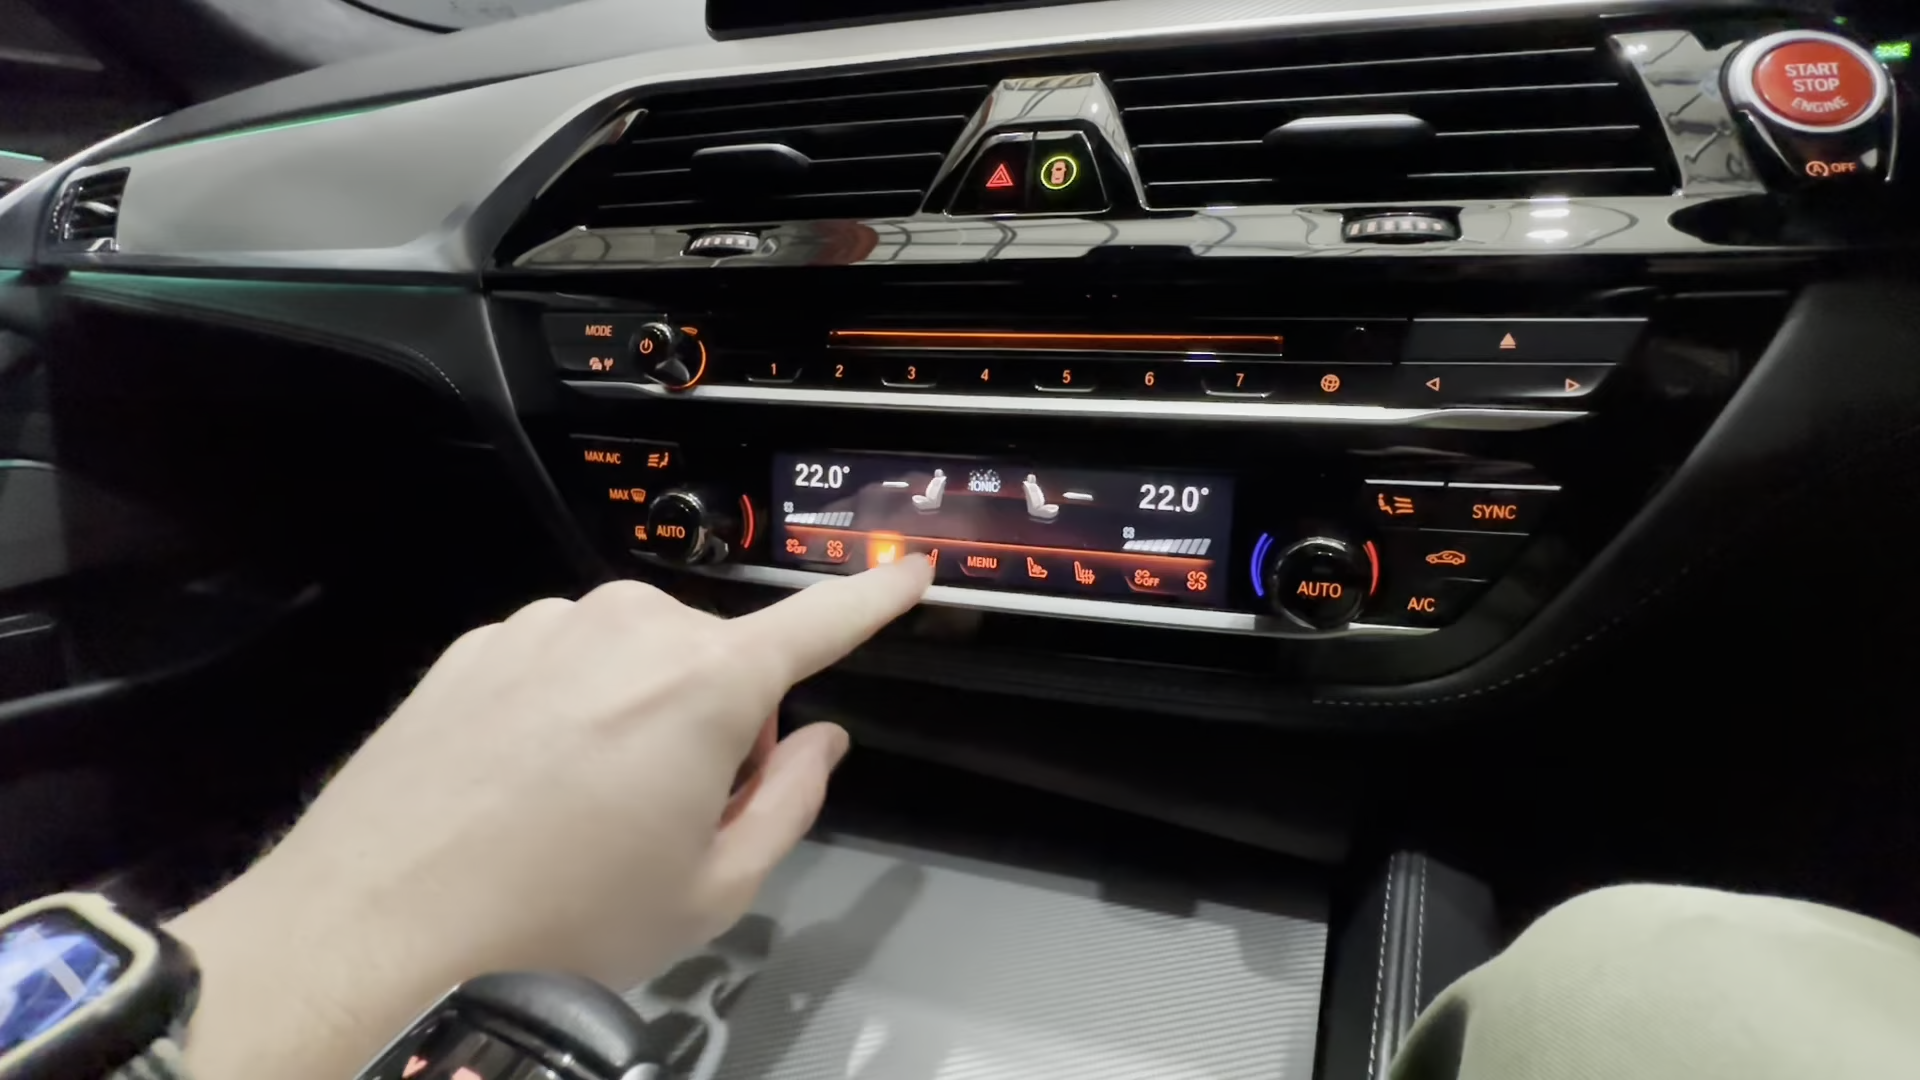 START
STOP
ENGINE
OFF
MODE
1 2 3 4 5 6 7
MAX A/C
MAX
AUTO
22.0°
IONIC
22.0°
OFF
MENU
OFF
AUTO
SYNC
A/C